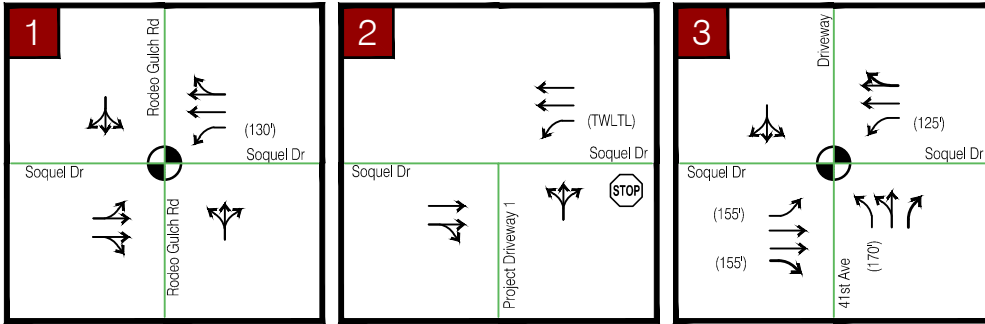 1
Rodeo Gulch Rd
(130')
Soquel Dr
Soquel Dr
Rodeo Gulch Rd
2
(TWLTL)
Soquel Dr
Soquel Dr
STOP
Project Driveway 1
3
Driveway
(125')
Soquel Dr
Soquel Dr
(155')
(155')
41st Ave
(170')